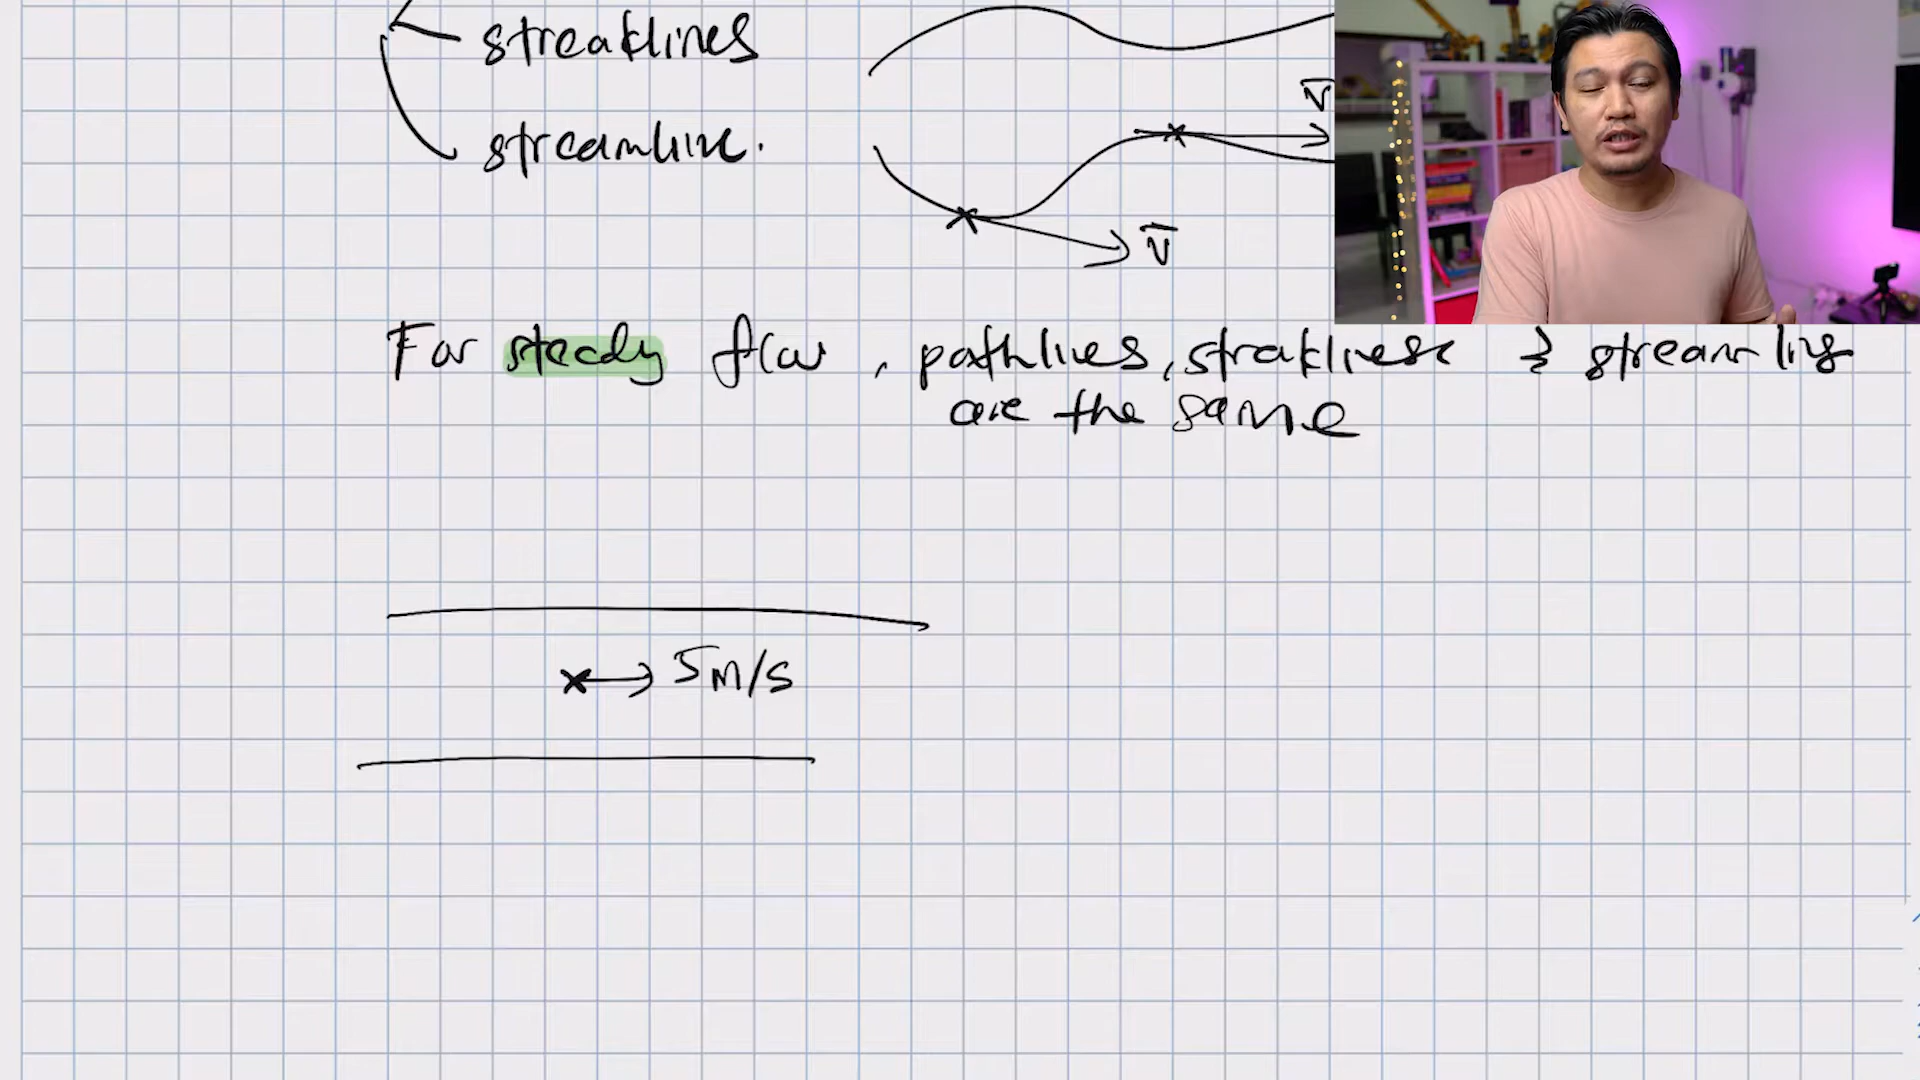 streaklines
streamline.
V
V
For steady flow, pathlines, streaklines & streamlines
are the same
5m/s